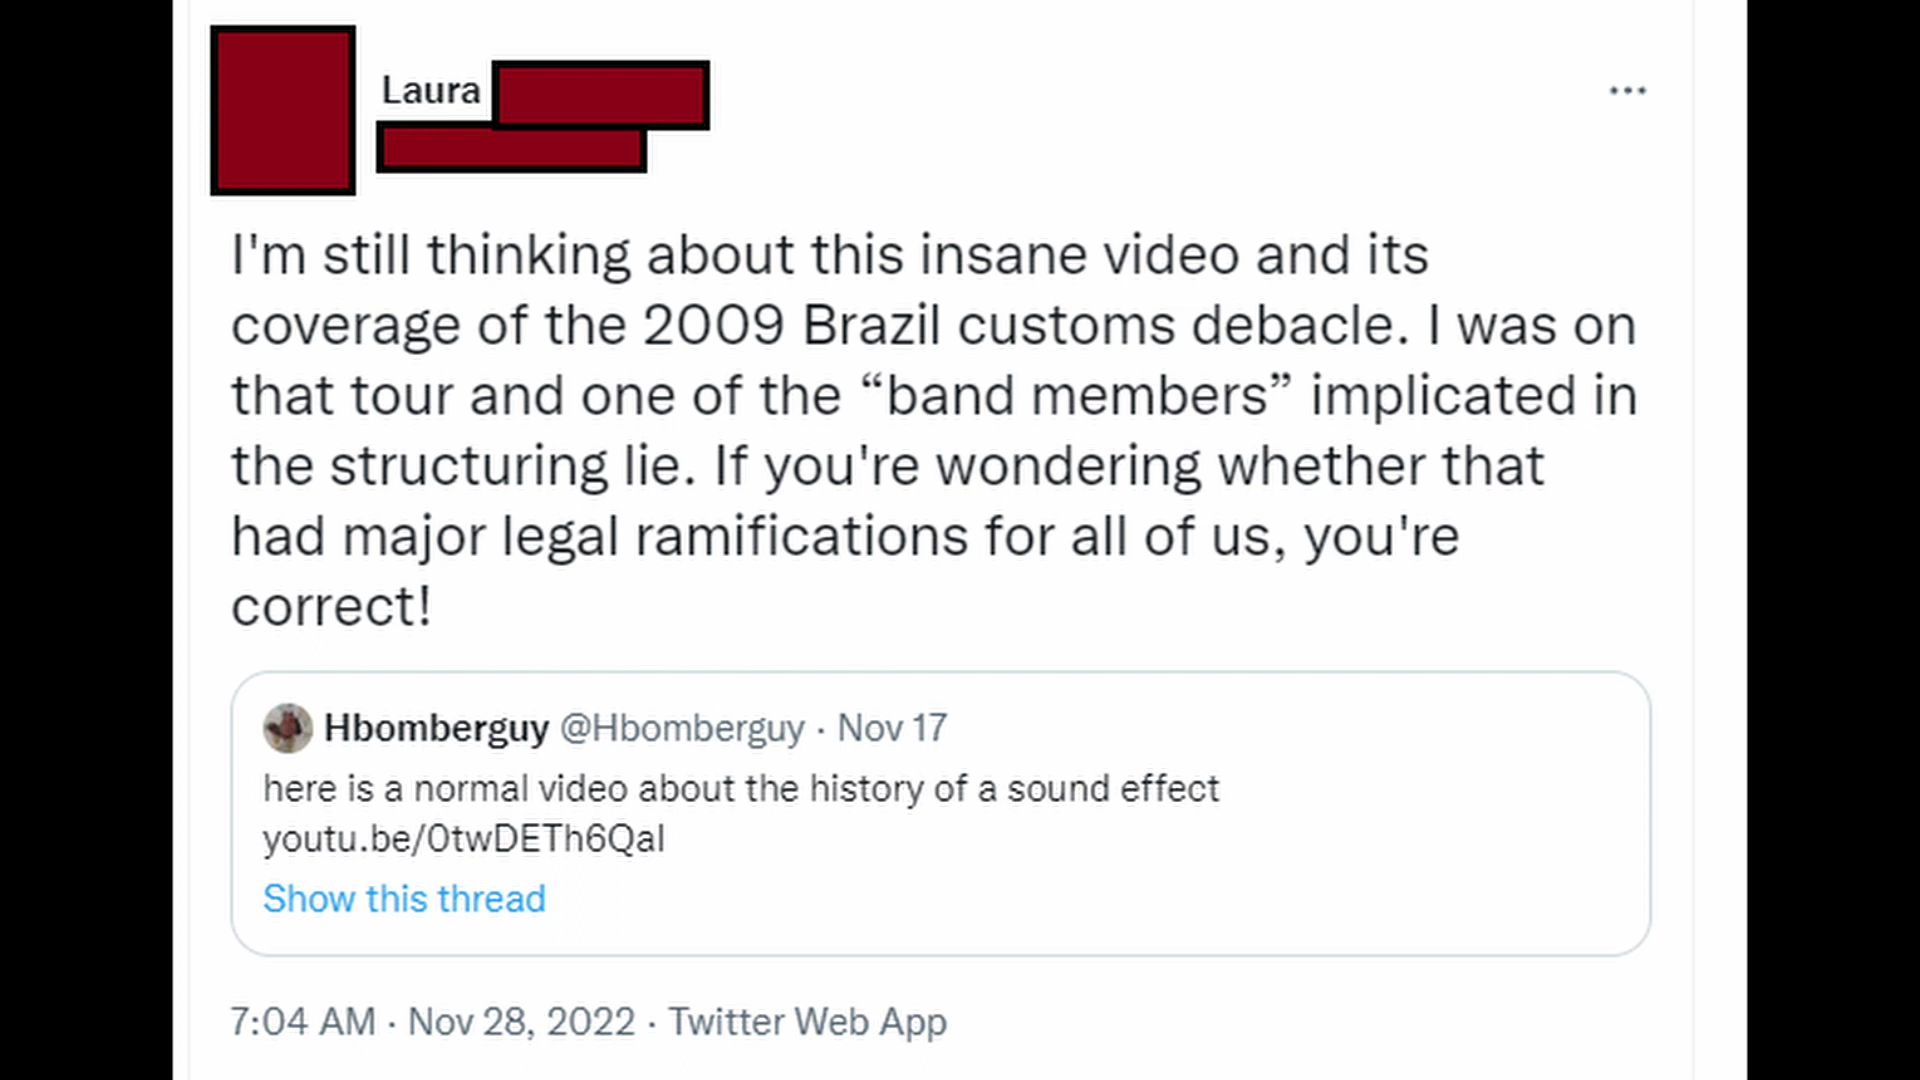 Laura
I'm still thinking about this insane video and its
coverage of the 2009 Brazil customs debacle. I was on
that tour and one of the “band members” implicated in
the structuring lie. If you're wondering whether that
had major legal ramifications for all of us, you're
correct!
Hbomberguy @Hbomberguy · Nov 17
here is a normal video about the history of a sound effect
youtu.be/0twDETh6QaI
Show this thread
7:04 AM · Nov 28, 2022 · Twitter Web App